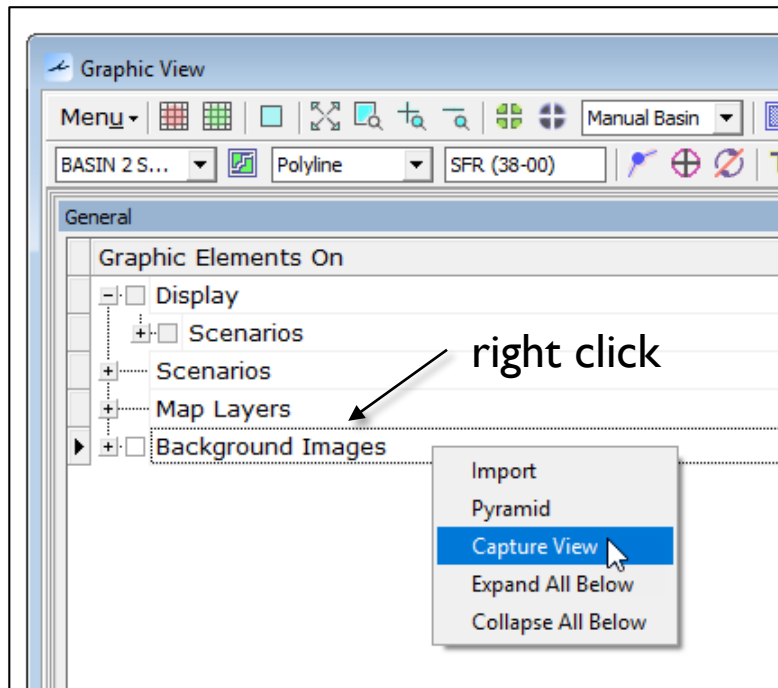 Graphic View
Menu Manual Basin
BASIN 2 S... Polyline SFR (38-00)
General
Graphic Elements On
Display
Scenarios
right click
Scenarios
Map Layers
Background Images
Import
Pyramid
Capture View
Expand All Below
Collapse All Below